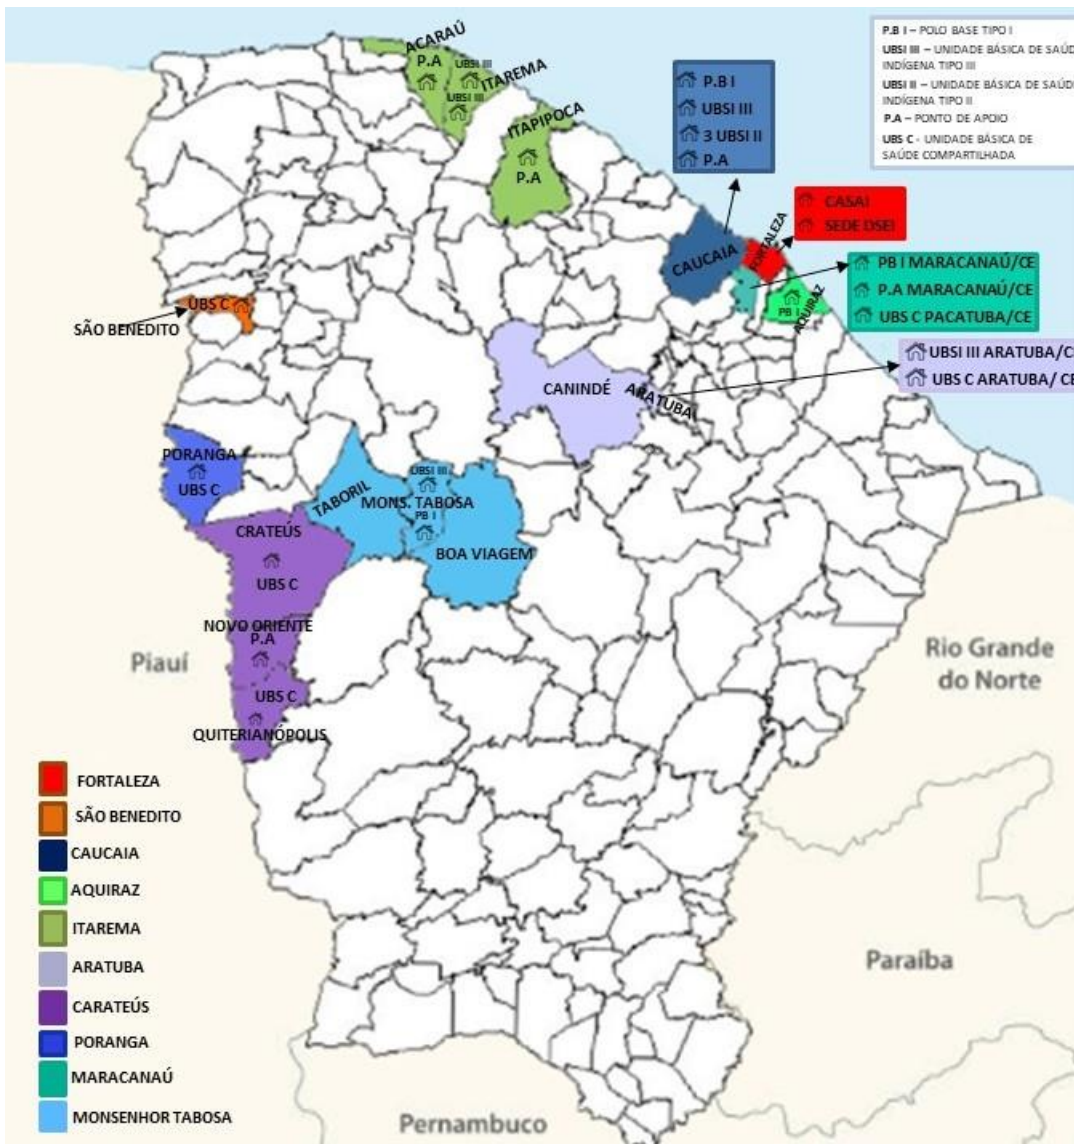 P.B I – POLO BASE TIPO I
UBSI III – UNIDADE BÁSICA DE SAÚD
INDÍGENA TIPO III
UBSI II – UNIDADE BÁSICA DE SAÚD
INDÍGENA TIPO II
P.A – PONTO DE APOIO
UBS C - UNIDADE BÁSICA DE
SAÚDE COMPARTILHADA
ACARAÚ
P.A
UBSI III
ITAREMA
UBSI III
ITAPIPOCA
P.A
P.B I
UBSI III
3 UBSI II
P.A
CASAI
SEDE DSEI
FORTALEZA
CAUCAIA
PB I MARACANAÚ/CE
P.A MARACANAÚ/CE
UBS C PACATUBA/CE
PB I
AQUIRAZ
UBS C
SÃO BENEDITO
UBSI III ARATUBA/C
UBS C ARATUBA/ CE
CANINDÉ
ARATUBA
PORANGA
UBS C
TABORIL
UBSI III
MONS. TABOSA
PB I
BOA VIAGEM
CRATEÚS
UBS C
NOVO ORIENTE
P.A
UBS C
QUITERIANÓPOLIS
Piauí
Rio Grande
do Norte
Paraíba
Pernambuco
FORTALEZA
SÃO BENEDITO
CAUCAIA
AQUIRAZ
ITAREMA
ARATUBA
CARATEÚS
PORANGA
MARACANAÚ
MONSENHOR TABOSA